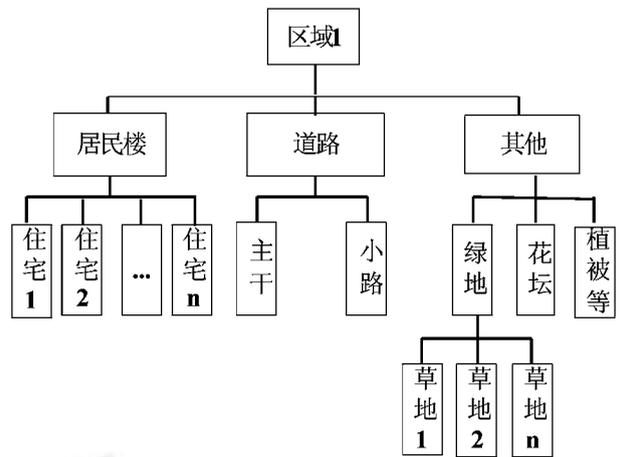 区域1
居民楼
道路
其他
住宅1
住宅2
...
住宅n
主干
小路
绿地
花坛
植被等
草地1
草地2
草地n